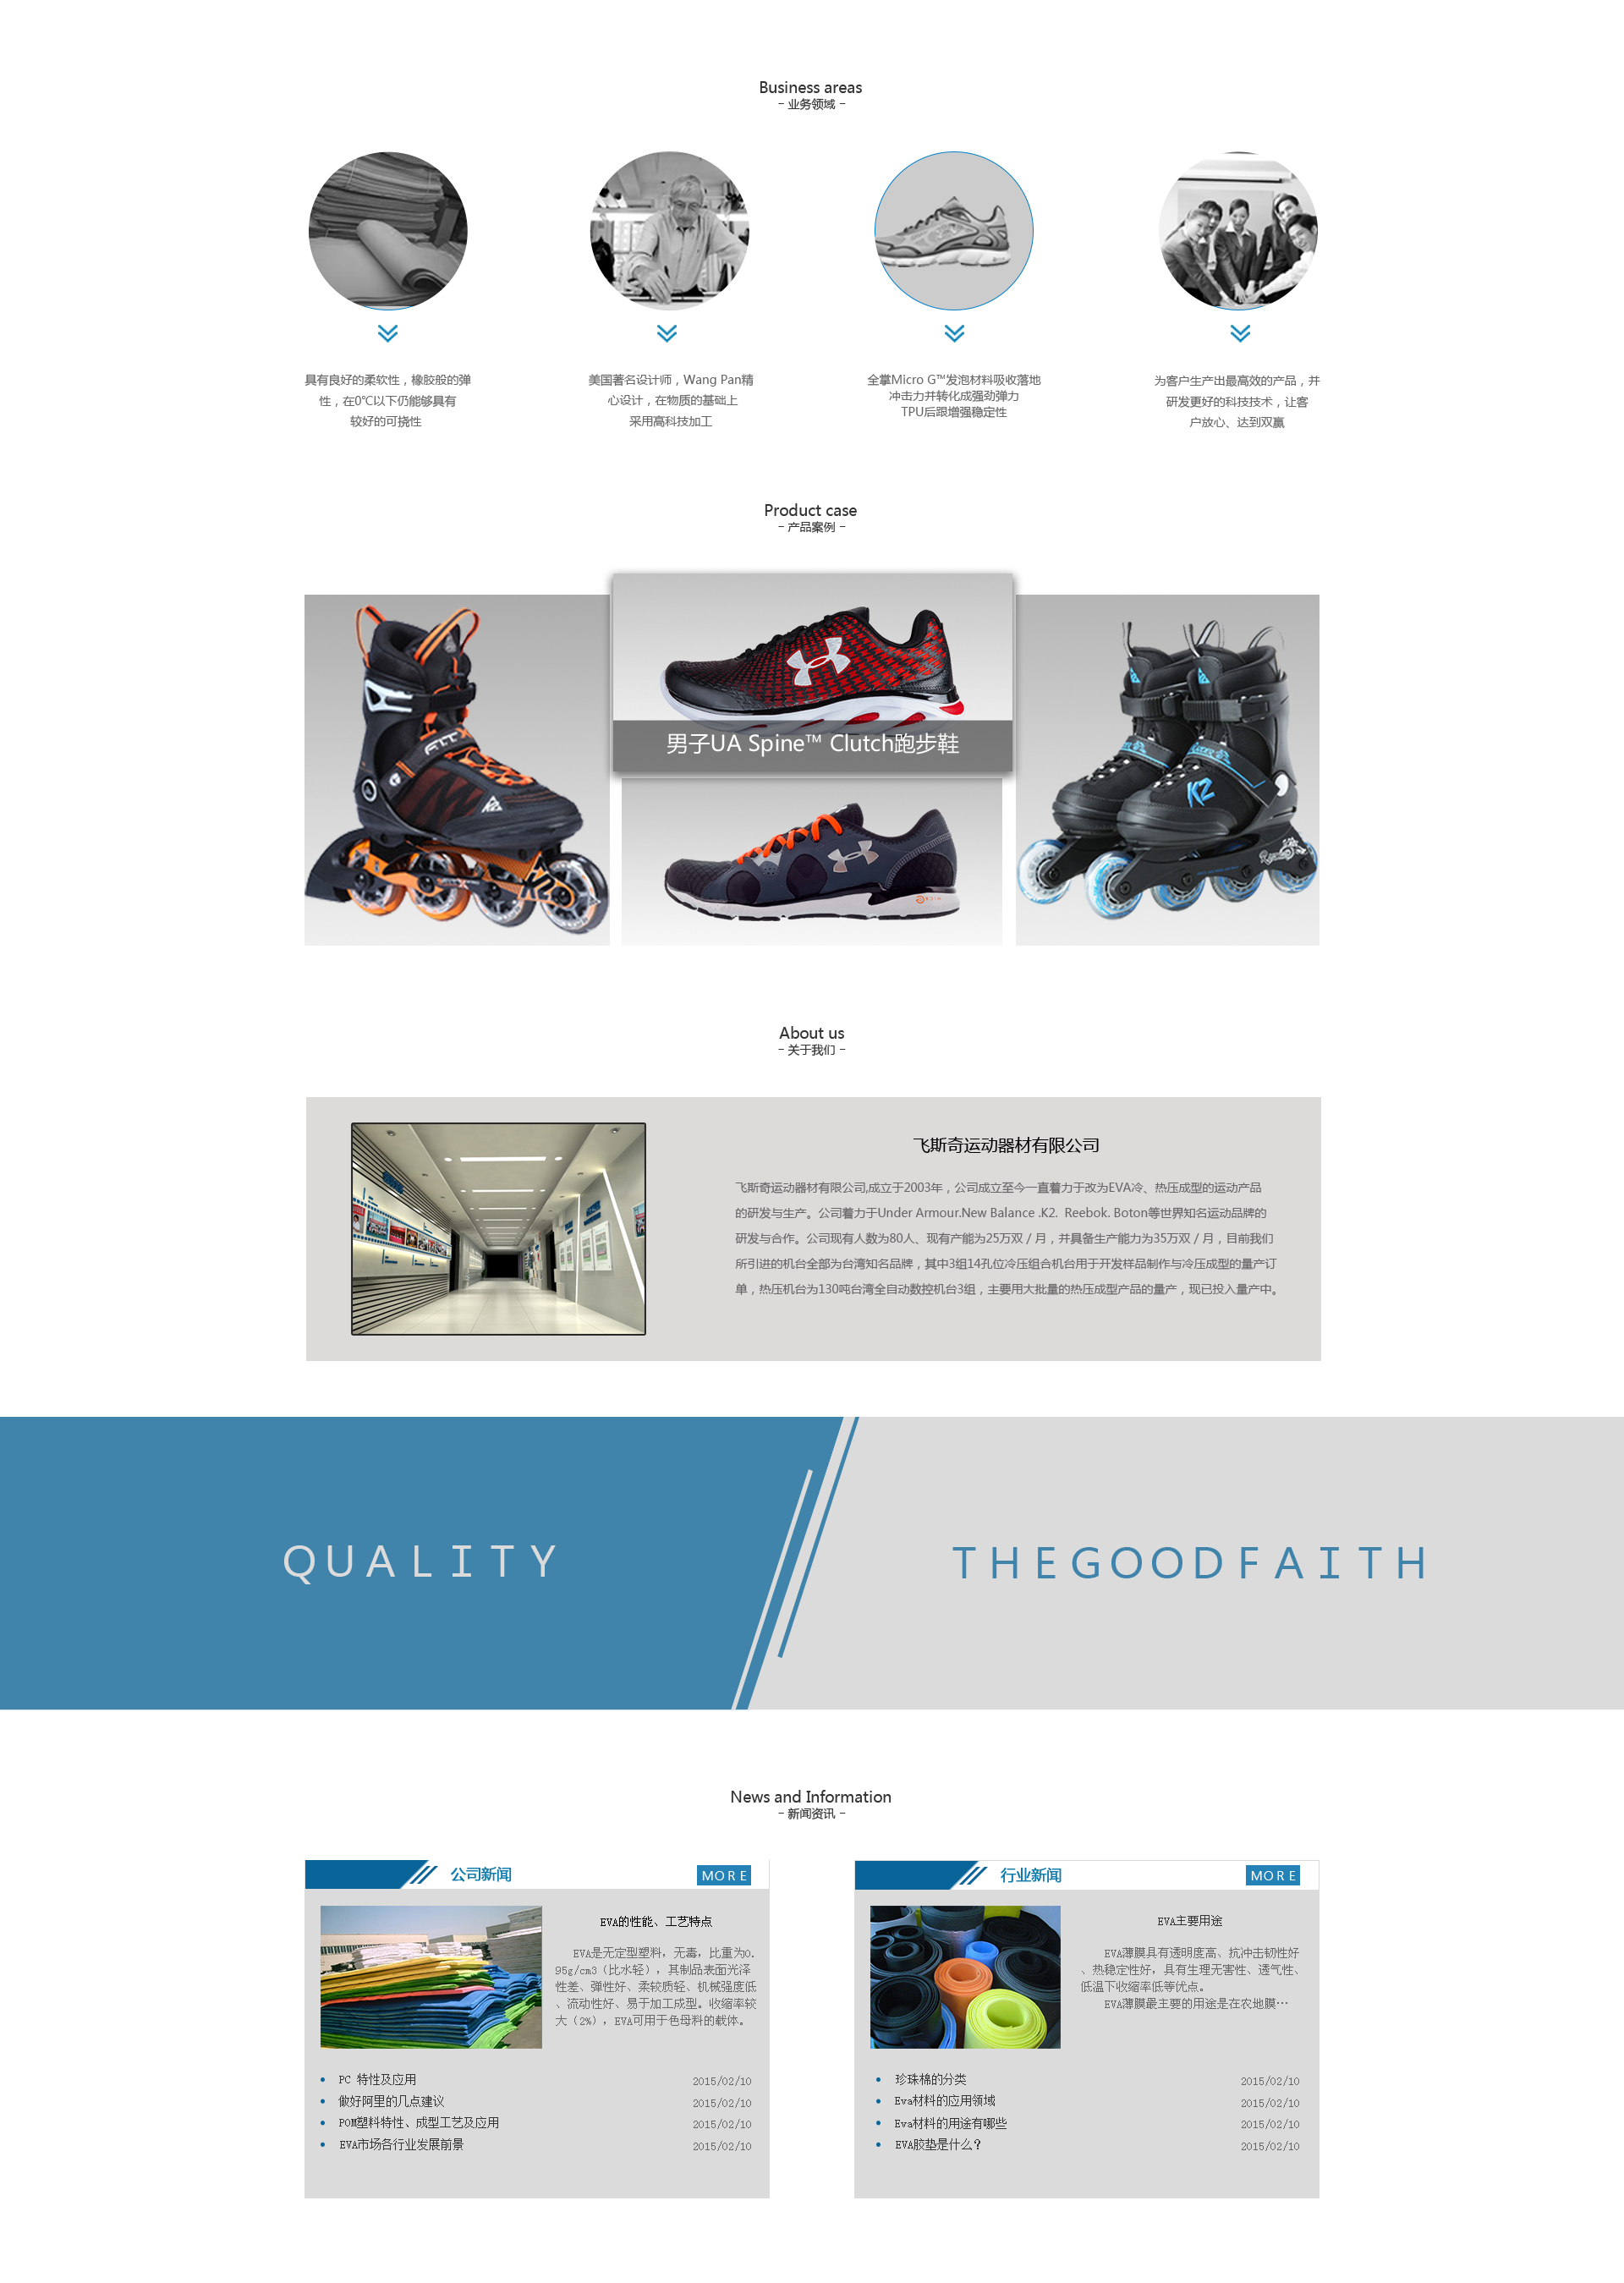 Business areas
- 业务领域 -
具有良好的柔软性，橡胶般的弹
性，在0℃以下仍能够具有
较好的可挠性
美国著名设计师，Wang Pan精
心设计，在物质的基础上
采用高科技加工
全掌Micro G™发泡材料吸收落地
冲击力并转化成强劲弹力
TPU后跟增强稳定性
为客户生产出最高效的产品，并
研发更好的科技技术，让客
户放心、达到双赢
Product case
- 产品案例 -
男子UA Spine™ Clutch跑步鞋
K2
K2
About us
- 关于我们 -
飞斯奇运动器材有限公司
飞斯奇运动器材有限公司,成立于2003年，公司成立至今一直着力于改为EVA冷、热压成型的运动产品
的研发与生产。公司着力于Under Armour.New Balance .K2. Reebok. Boton等世界知名运动品牌的
研发与合作。公司现有人数为80人、现有产能为25万双 / 月，并具备生产能力为35万双 / 月，目前我们
所引进的机台全部为台湾知名品牌，其中3组14孔位冷压组合机台用于开发样品制作与冷压成型的量产订
单，热压机台为130吨台湾全自动数控机台3组，主要用大批量的热压成型产品的量产，现已投入量产中。
QUALITY
THEGOODFAITH
News and Information
- 新闻资讯 -
公司新闻
MORE
EVA的性能、工艺特点
EVA是无定型塑料，无毒，比重为0.
95g/cm3（比水轻），其制品表面光泽
性差、弹性好、柔较质轻、机械强度低
、流动性好、易于加工成型。收缩率较
大（2%），EVA可用于色母料的载体。
PC 特性及应用 2015/02/10
做好阿里的几点建议 2015/02/10
POM塑料特性、成型工艺及应用 2015/02/10
EVA市场各行业发展前景 2015/02/10
行业新闻
MORE
EVA主要用途
EVA薄膜具有透明度高、抗冲击韧性好
、热稳定性好，具有生理无害性、透气性、
低温下收缩率低等优点。
EVA薄膜最主要的用途是在农地膜…
珍珠棉的分类 2015/02/10
Eva材料的应用领域 2015/02/10
Eva材料的用途有哪些 2015/02/10
EVA胶垫是什么？ 2015/02/10